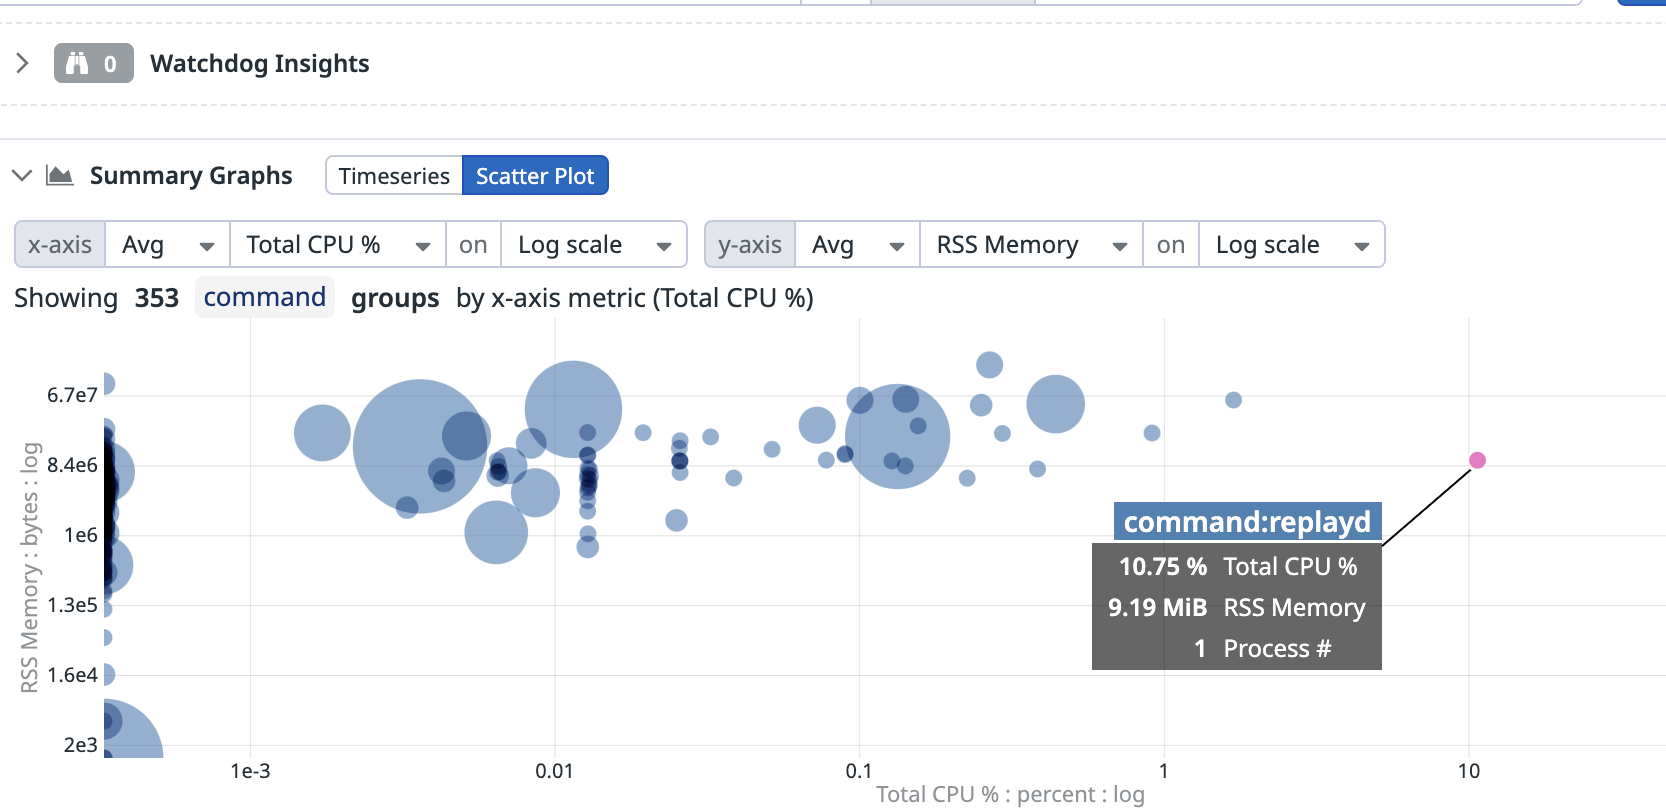 0 Watchdog Insights
Summary Graphs Timeseries Scatter Plot
x-axis Avg Total CPU % on Log scale y-axis Avg RSS Memory on Log scale
Showing 353 command groups by x-axis metric (Total CPU %)
6.7e7
8.4e6
1e6
1.3e5
1.6e4
2e3
RSS Memory : bytes : log
command:replayd
10.75 % Total CPU %
9.19 MiB RSS Memory
1 Process #
1e-3 0.01 0.1 1 10
Total CPU % : percent : log